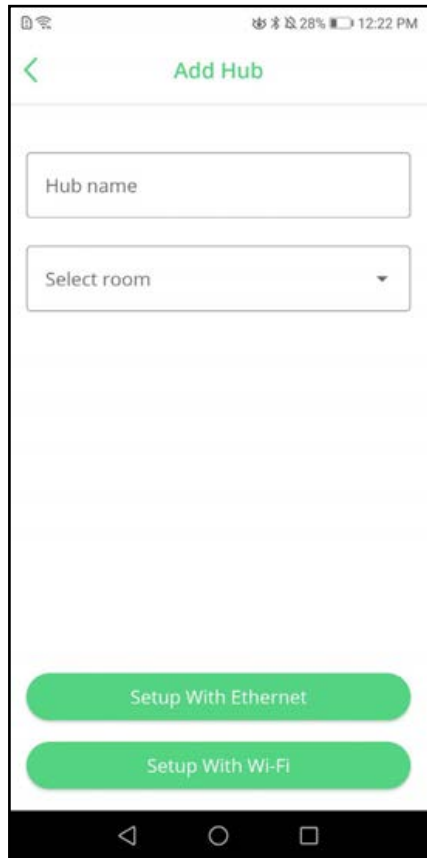 28% 12:22 PM
Add Hub
Hub name
Select room
Setup With Ethernet
Setup With Wi-Fi